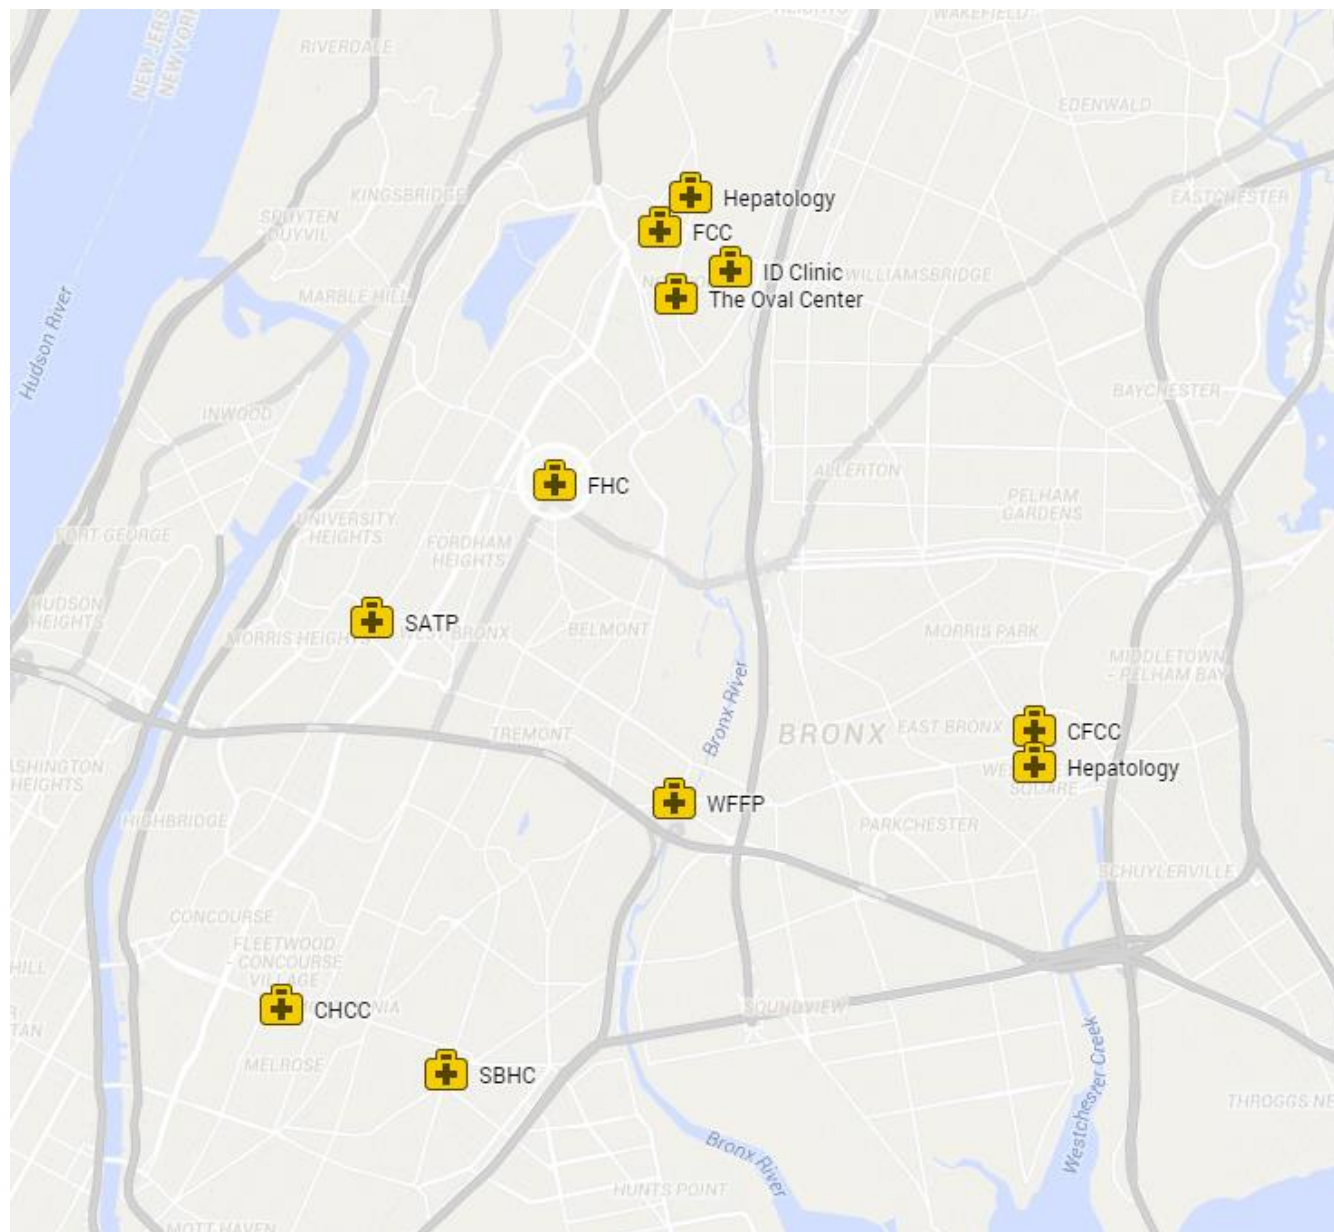 HEIGHTS
WAKEFIELD
NEW JERSEY
NEW YORK
RIVERDALE
EDENWALD
KINGSBRIDGE
Hepatology
EASTCHESTER
SPUYTEN
DUYVIL
FCC
ID Clinic
WILLIAMSBRIDGE
MARBLE HILL
The Oval Center
Hudson River
BAYCHESTER
INWOOD
ALLERTON
FHC
PELHAM
GARDENS
FORT GEORGE
UNIVERSITY
HEIGHTS
FORDHAM
HEIGHTS
HUDSON
HEIGHTS
SATP
MORRIS HEIGHTS
WEST BRONX
BELMONT
MORRIS PARK
MIDDLETOWN
- PELHAM BAY
Bronx River
TREMONT
BRONX
EAST BRONX
CFCC
Hepatology
SQUARE
HEIGHTS
WFFP
HIGHBRIDGE
PARKCHESTER
SCHUYLERVILLE
CONCOURSE
FLEETWOOD
- CONCOURSE
VILLAGE
HILL
CHCC
SOUNDVIEW
MELROSE
SBHC
Westchester Creek
THROGGS NE
Bronx River
HUNTS POINT
MOTT HAVEN